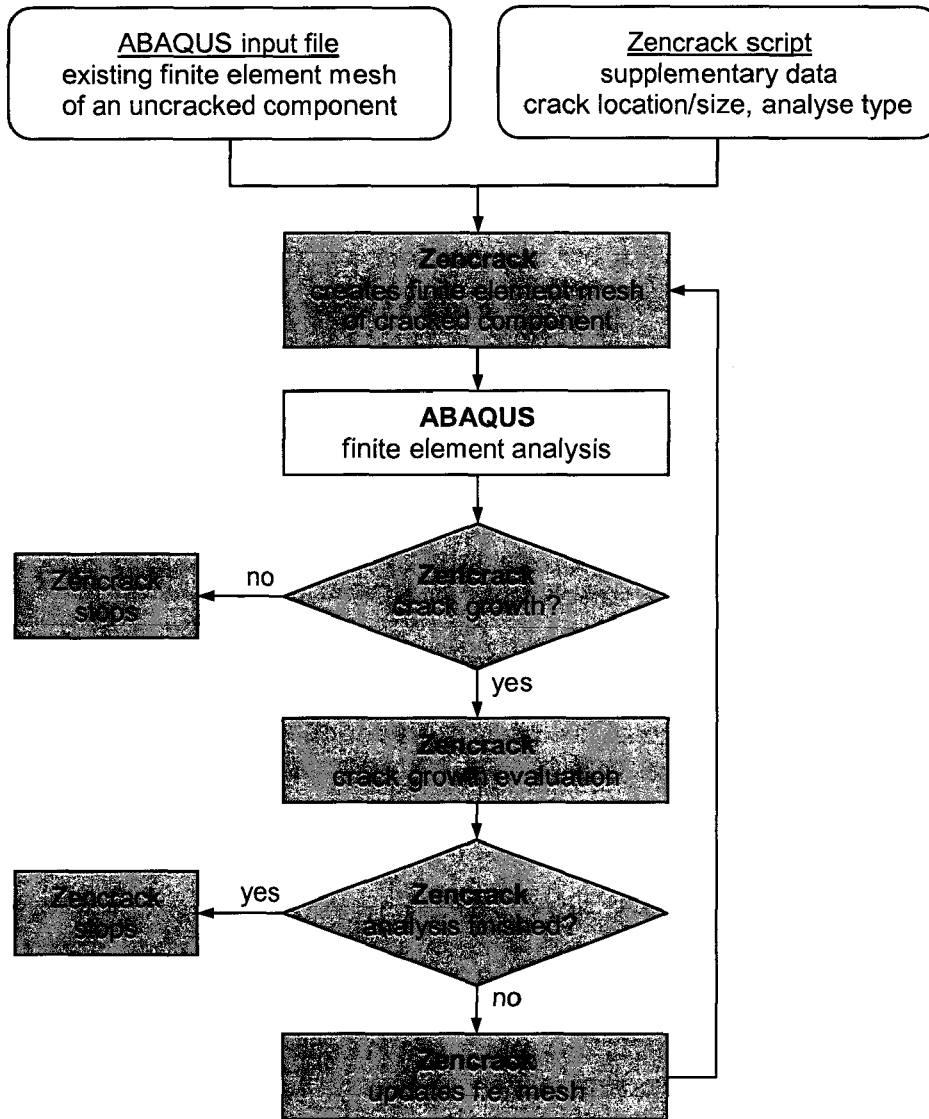 ABAQUS input file
existing finite element mesh
of an uncracked component
Zencrack script
supplementary data
crack location/size, analyse type
Zencrack
creates finite element mesh
of cracked component
ABAQUS
finite element analysis
Zencrack
crack growth?
no
Zencrack
stops
yes
Zencrack
crack growth evaluation
Zencrack
analysis finished?
yes
Zencrack
stops
no
Zencrack
updates f.e. mesh